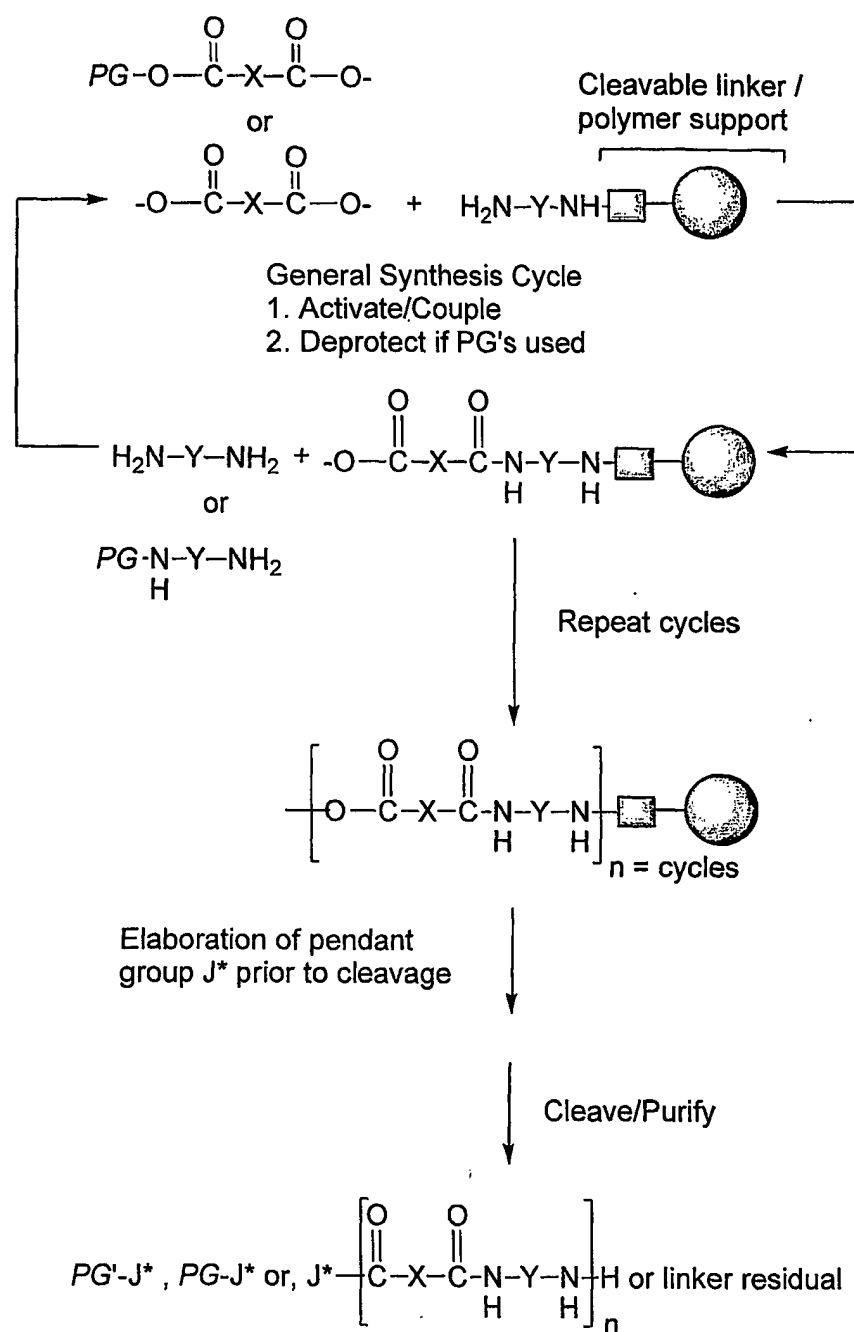 O O
PG-O—C—X—C—O-
or
O O
-O—C—X—C—O- + H₂N–Y-NH
Cleavable linker /
polymer support
General Synthesis Cycle
1. Activate/Couple
2. Deprotect if PG's used
O O
H₂N–Y–NH₂ + -O—C–X–C-N–Y–N
H H
or
PG-N–Y–NH₂
H
Repeat cycles
O O
O—C–X–C-N–Y–N
H H
n = cycles
Elaboration of pendant
group J* prior to cleavage
Cleave/Purify
O O
PG'-J* , PG-J* or, J* C–X–C-N–Y–N H or linker residual
H H
n